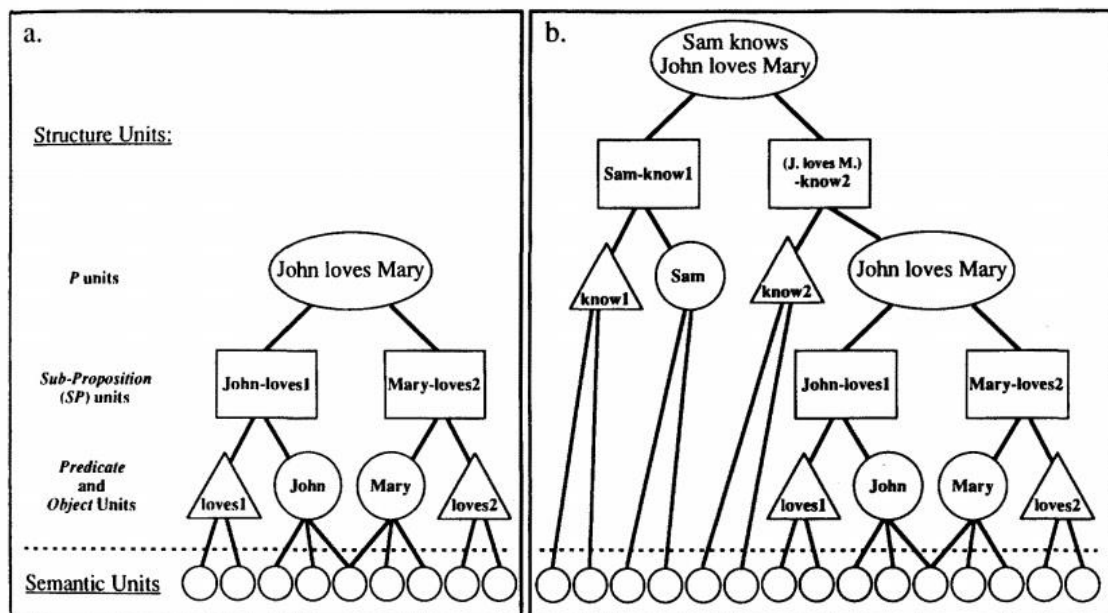 a.
Structure Units:
P units
Sub-Proposition
(SP) units
Predicate
and
Object Units
Semantic Units
John loves Mary
John-loves1
Mary-loves2
loves1
John
Mary
loves2
b.
Sam knows
John loves Mary
Sam-know1
(J. loves M.)
-know2
know1
Sam
know2
John loves Mary
John-loves1
Mary-loves2
loves1
John
Mary
loves2